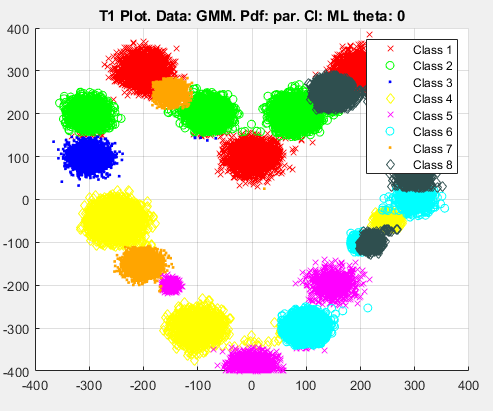 T1 Plot. Data: GMM. Pdf: par. Cl: ML theta: 0
400
300
200
100
0
-100
-200
-300
-400
-400
-300
-200
-100
0
100
200
300
400
Class 1
Class 2
Class 3
Class 4
Class 5
Class 6
Class 7
Class 8